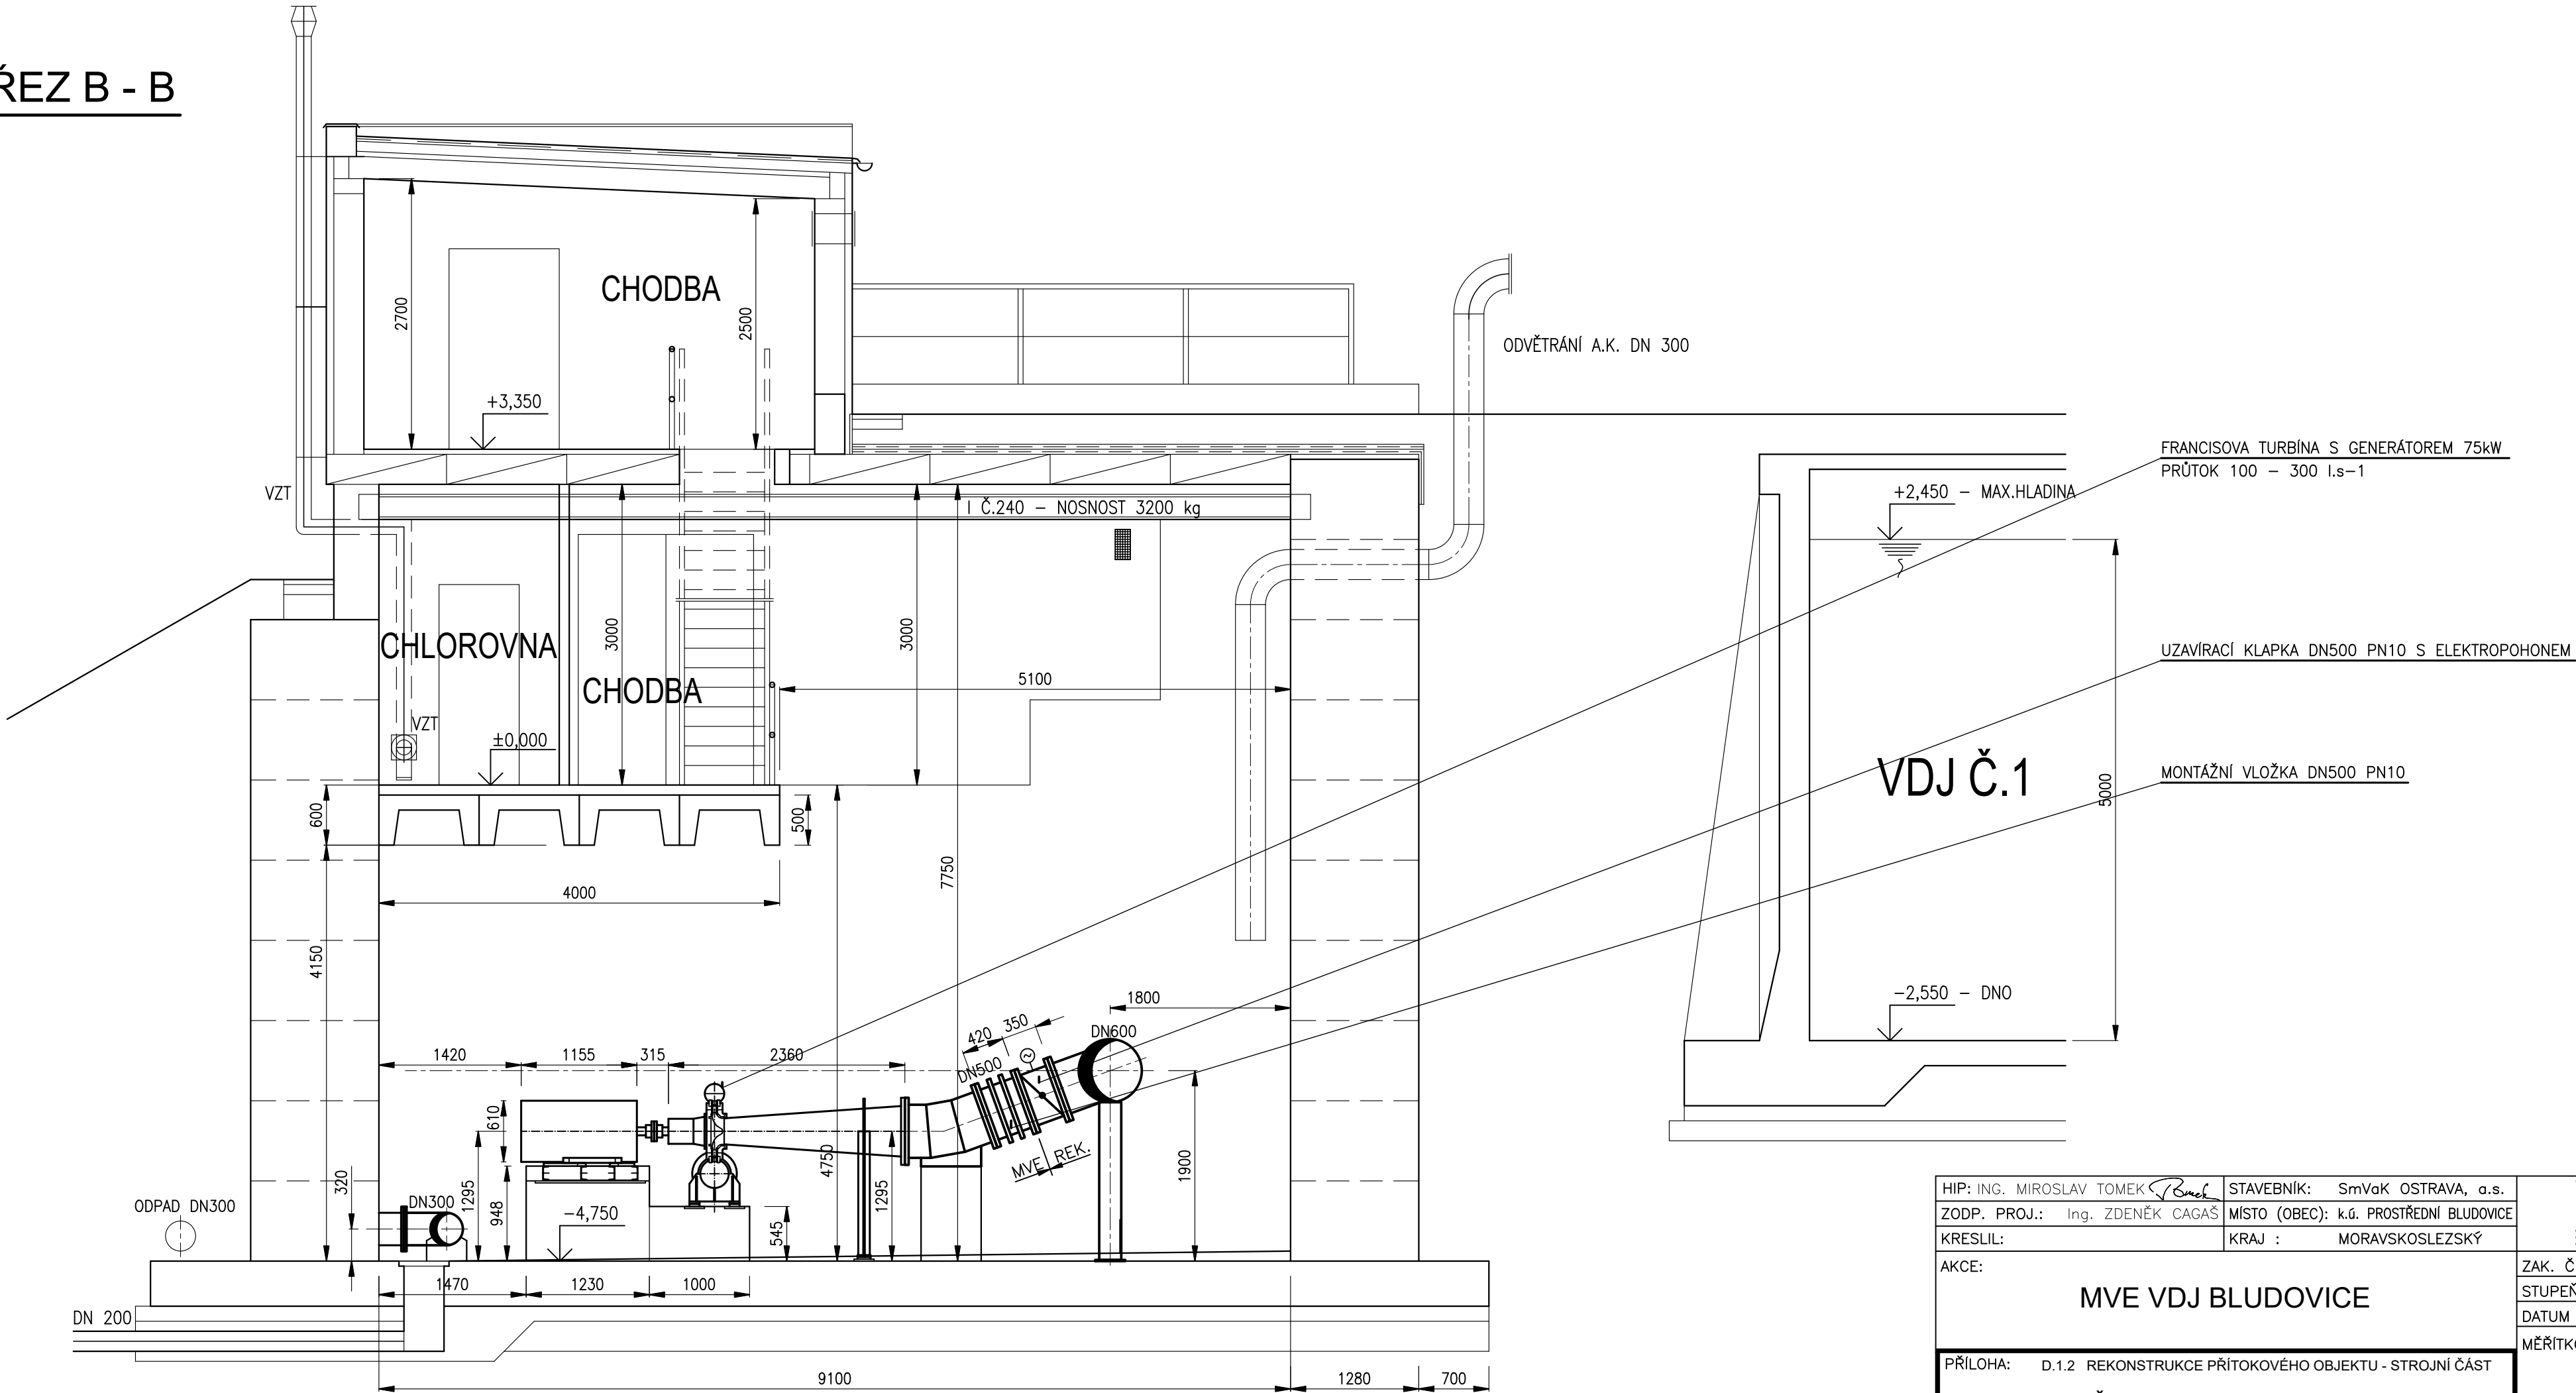 ŘEZ B - B
CHODBA
2700
2500
+3,350
ODVĚTRÁNÍ A.K. DN 300
VZT
I Č.240 – NOSNOST 3200 kg
FRANCISOVA TURBÍNA S GENERÁTOREM 75kW
PRŮTOK 100 – 300 l.s–1
+2,450 – MAX.HLADINA
CHLOROVNA
CHODBA
3000
3000
5100
UZAVÍRACÍ KLAPKA DN500 PN10 S ELEKTROPOHONEM
VZT
±0,000
VDJ Č.1
5000
MONTÁŽNÍ VLOŽKA DN500 PN10
600
500
7750
4000
4150
–2,550 – DNO
1800
420
350
DN600
1420
1155
315
2360
DN500
610
MVE
REK.
4750
1900
320
1295
948
1295
545
ODPAD DN300
DN300
–4,750
1470
1230
1000
DN 200
9100
1280
700
HIP: ING. MIROSLAV TOMEK
STAVEBNÍK: SmVaK OSTRAVA, a.s.
ZODP. PROJ.: Ing. ZDENĚK CAGAŠ
MÍSTO (OBEC): k.ú. PROSTŘEDNÍ BLUDOVICE
KRESLIL:
KRAJ : MORAVSKOSLEZSKÝ
AKCE:
MVE VDJ BLUDOVICE
ZAK. Č
STUPEŇ
DATUM
MĚŘÍTKO
PŘÍLOHA: D.1.2 REKONSTRUKCE PŘÍTOKOVÉHO OBJEKTU - STROJNÍ ČÁST